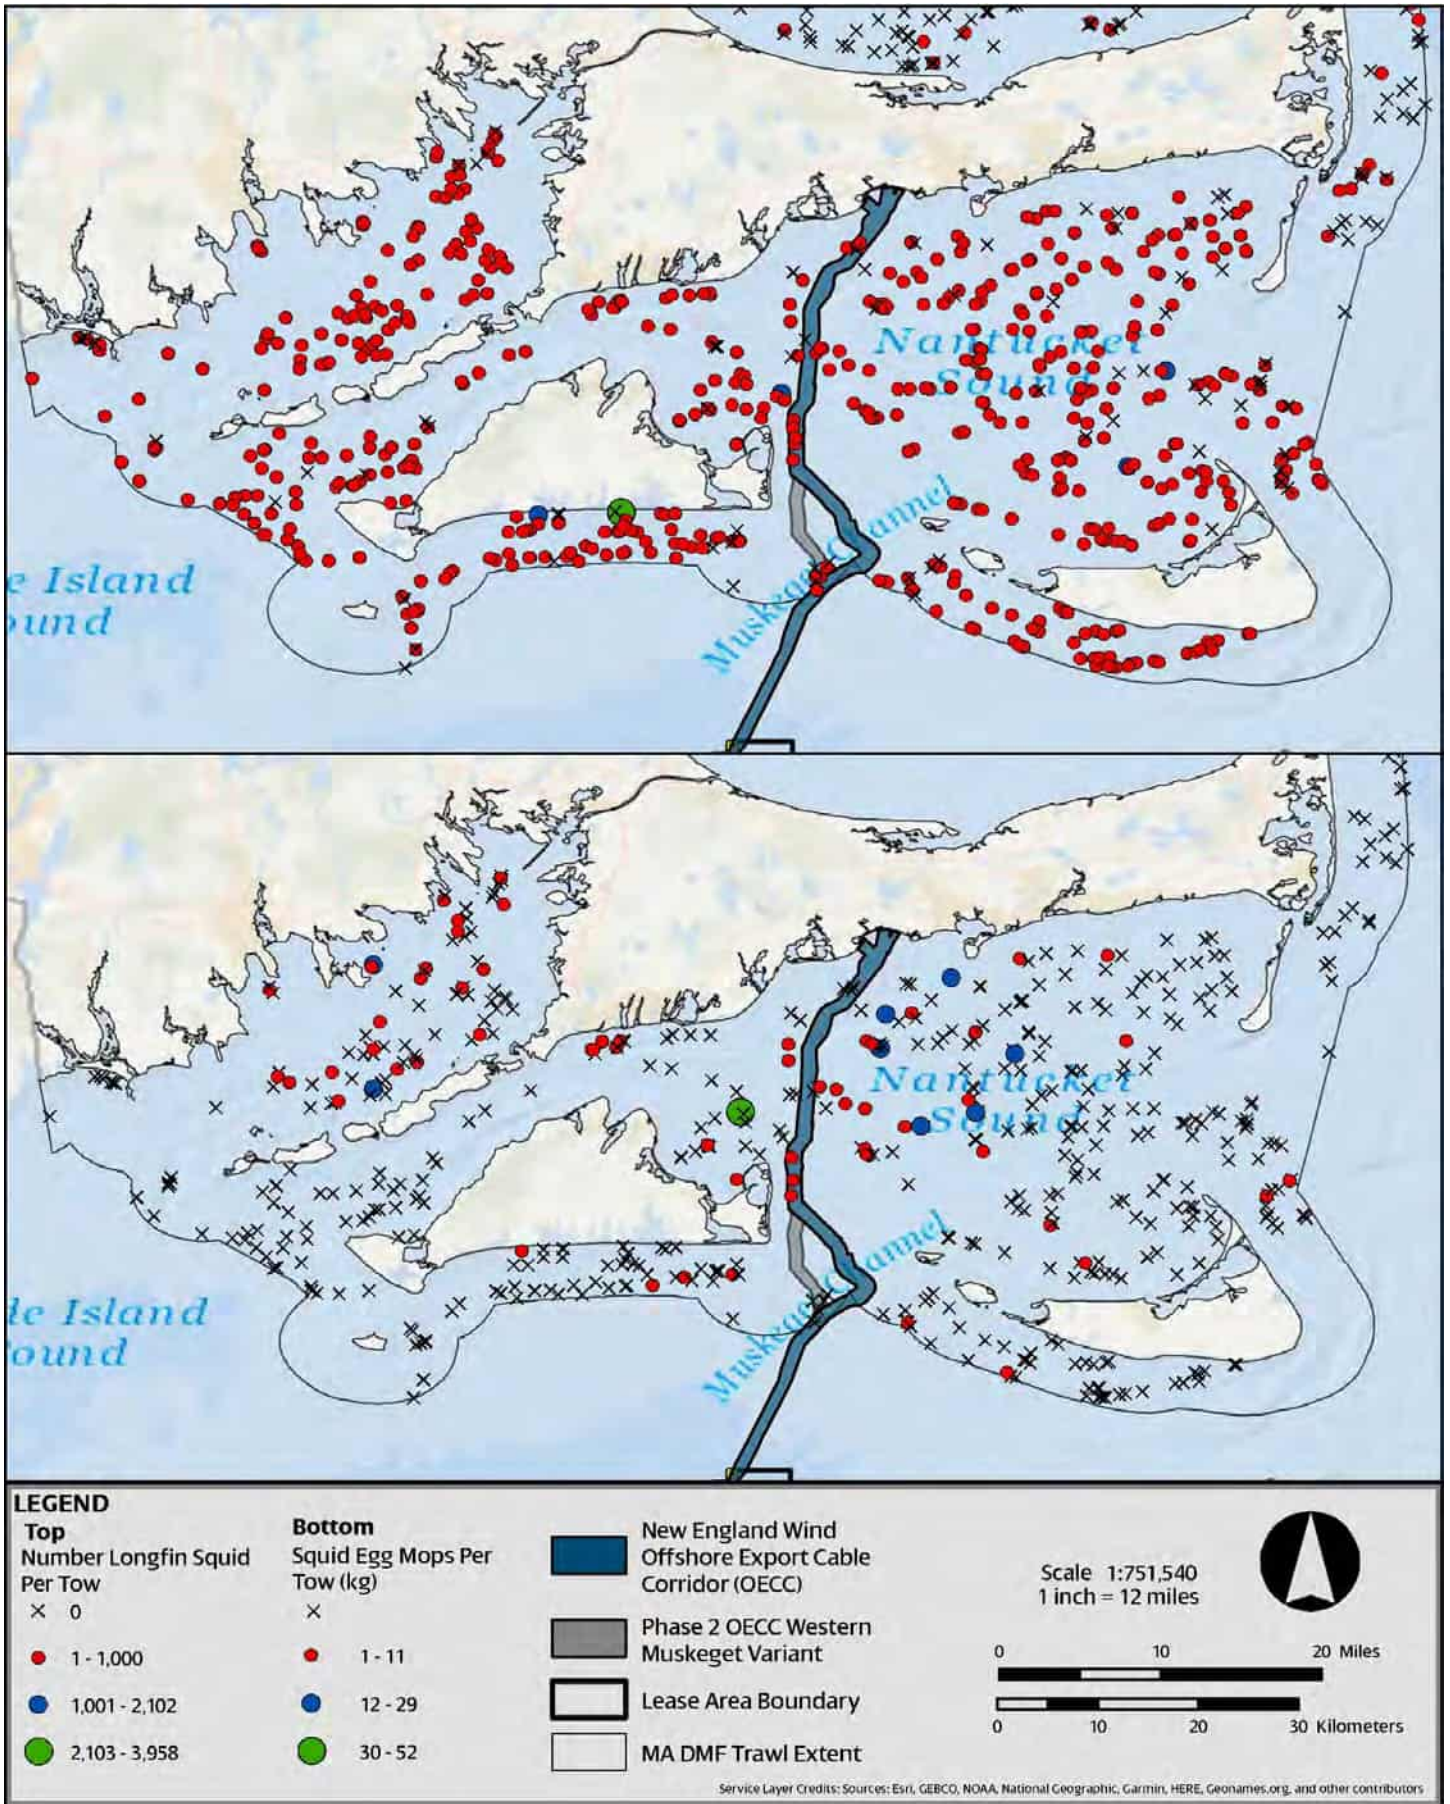 Nantucket
Sound
Muskeget Channel
e Island
ound
Nantucket
Sound
Muskeget Channel
de Island
ound
LEGEND
Top
Number Longfin Squid
Per Tow
0
1 - 1,000
1,001 - 2,102
2,103 - 3,958
Bottom
Squid Egg Mops Per
Tow (kg)
1 - 11
12 - 29
30 - 52
New England Wind
Offshore Export Cable
Corridor (OECC)
Phase 2 OECC Western
Muskeget Variant
Lease Area Boundary
MA DMF Trawl Extent
Scale 1:751,540
1 inch = 12 miles
0 10 20 Miles
0 10 20 30 Kilometers
Service Layer Credits: Sources: Esri, GEBCO, NOAA, National Geographic, Garmin, HERE, Geonames.org, and other contributors